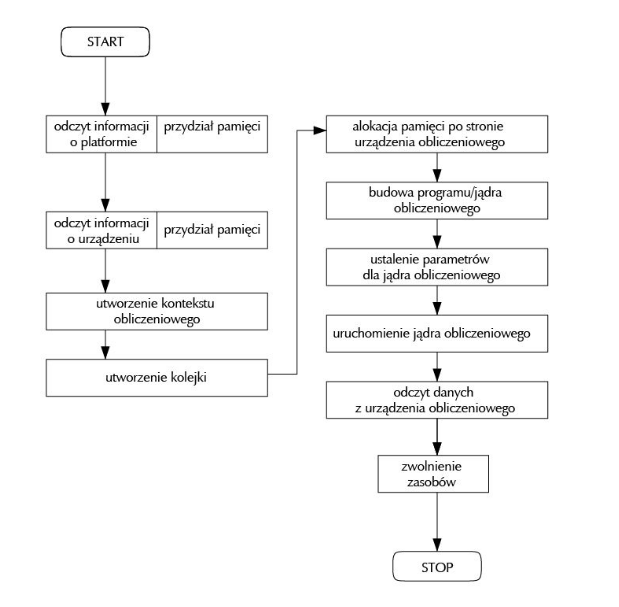 START
odczyt informacji
o platformie
przydział pamięci
odczyt informacji
o urządzeniu
przydział pamięci
utworzenie kontekstu
obliczeniowego
utworzenie kolejki
alokacja pamięci po stronie
urządzenia obliczeniowego
budowa programu/jądra
obliczeniowego
ustalenie parametrów
dla jądra obliczeniowego
uruchomienie jądra obliczeniowego
odczyt danych
z urządzenia obliczeniowego
zwolnienie
zasobów
STOP